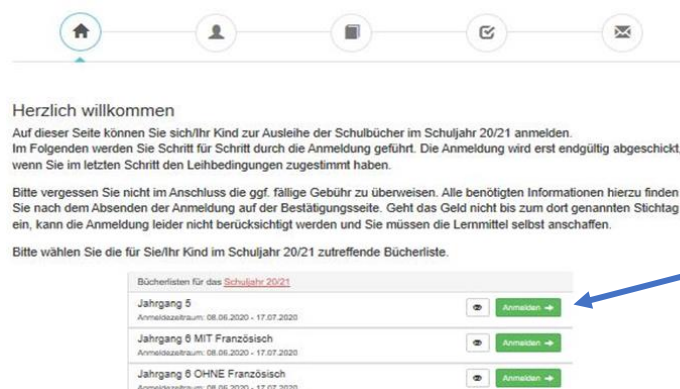 Herzlich willkommen
Auf dieser Seite können Sie sich/Ihr Kind zur Ausleihe der Schulbücher im Schuljahr 20/21 anmelden.
Im Folgenden werden Sie Schritt für Schritt durch die Anmeldung geführt. Die Anmeldung wird erst endgültig abgeschickt,
wenn Sie im letzten Schritt den Leihbedingungen zugestimmt haben.
Bitte vergessen Sie nicht im Anschluss die ggf. fällige Gebühr zu überweisen. Alle benötigten Informationen hierzu finden
Sie nach dem Absenden der Anmeldung auf der Bestätigungsseite. Geht das Geld nicht bis zum dort genannten Stichtag
ein, kann die Anmeldung leider nicht berücksichtigt werden und Sie müssen die Lernmittel selbst anschaffen.
Bitte wählen Sie die für Sie/Ihr Kind im Schuljahr 20/21 zutreffende Bücherliste.
Bücherlisten für das Schuljahr 20/21
Jahrgang 5
Anmelden
Anmeldezeitraum: 08.06.2020 - 17.07.2020
Jahrgang 6 MIT Französisch
Anmelden
Anmeldezeitraum: 08.06.2020 - 17.07.2020
Jahrgang 6 OHNE Französisch
Anmelden
Anmeldezeitraum: 08.06.2020 - 17.07.2020